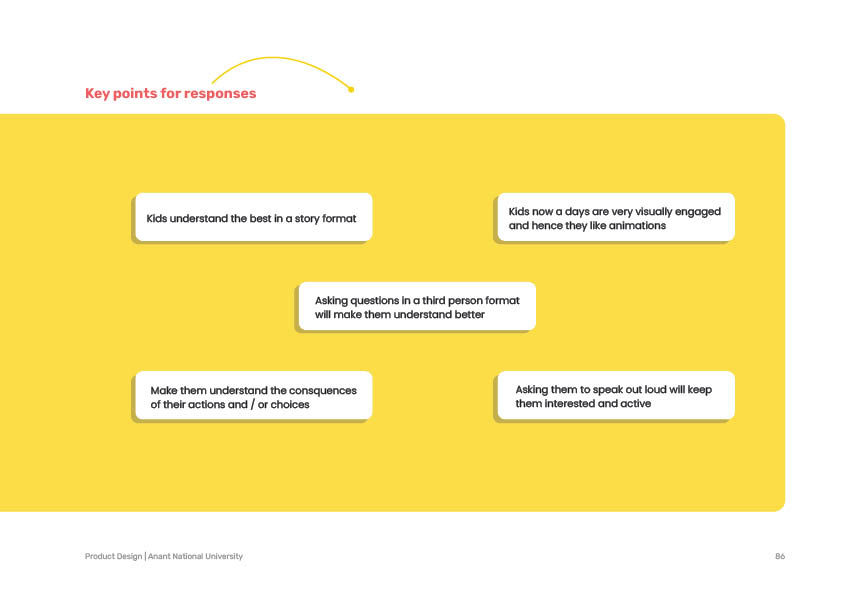 Key points for responses
Kids understand the best in a story format
Kids now a days are very visually engaged
and hence they like animations
Asking questions in a third person format
will make them understand better
Make them understand the consquences
of their actions and / or choices
Asking them to speak out loud will keep
them interested and active
Product Design | Anant National University
86